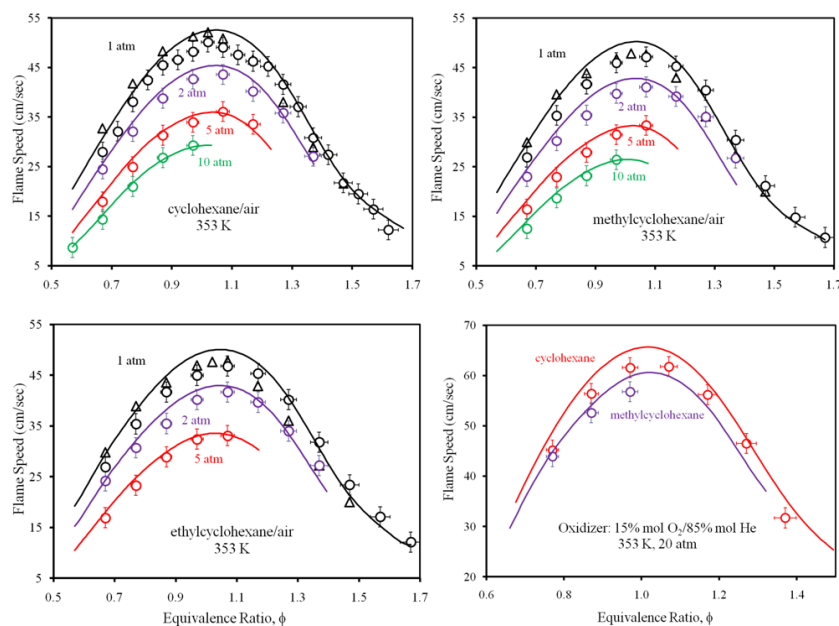 55
45
35
25
15
5
Flame Speed (cm/sec)
1 atm
2 atm
5 atm
10 atm
cyclohexane/air
353 K
0.5 0.7 0.9 1.1 1.3 1.5 1.7
55
45
35
25
15
5
Flame Speed (cm/sec)
1 atm
2 atm
5 atm
10 atm
methylcyclohexane/air
353 K
0.5 0.7 0.9 1.1 1.3 1.5 1.7
55
45
35
25
15
5
Flame Speed (cm/sec)
1 atm
2 atm
5 atm
ethylcyclohexane/air
353 K
0.5 0.7 0.9 1.1 1.3 1.5 1.7
Equivalence Ratio, ϕ
70
60
50
40
30
20
Flame Speed (cm/sec)
cyclohexane
methylcyclohexane
Oxidizer: 15% mol O₂/85% mol He
353 K, 20 atm
0.6 0.8 1.0 1.2 1.4
Equivalence Ratio, ϕ